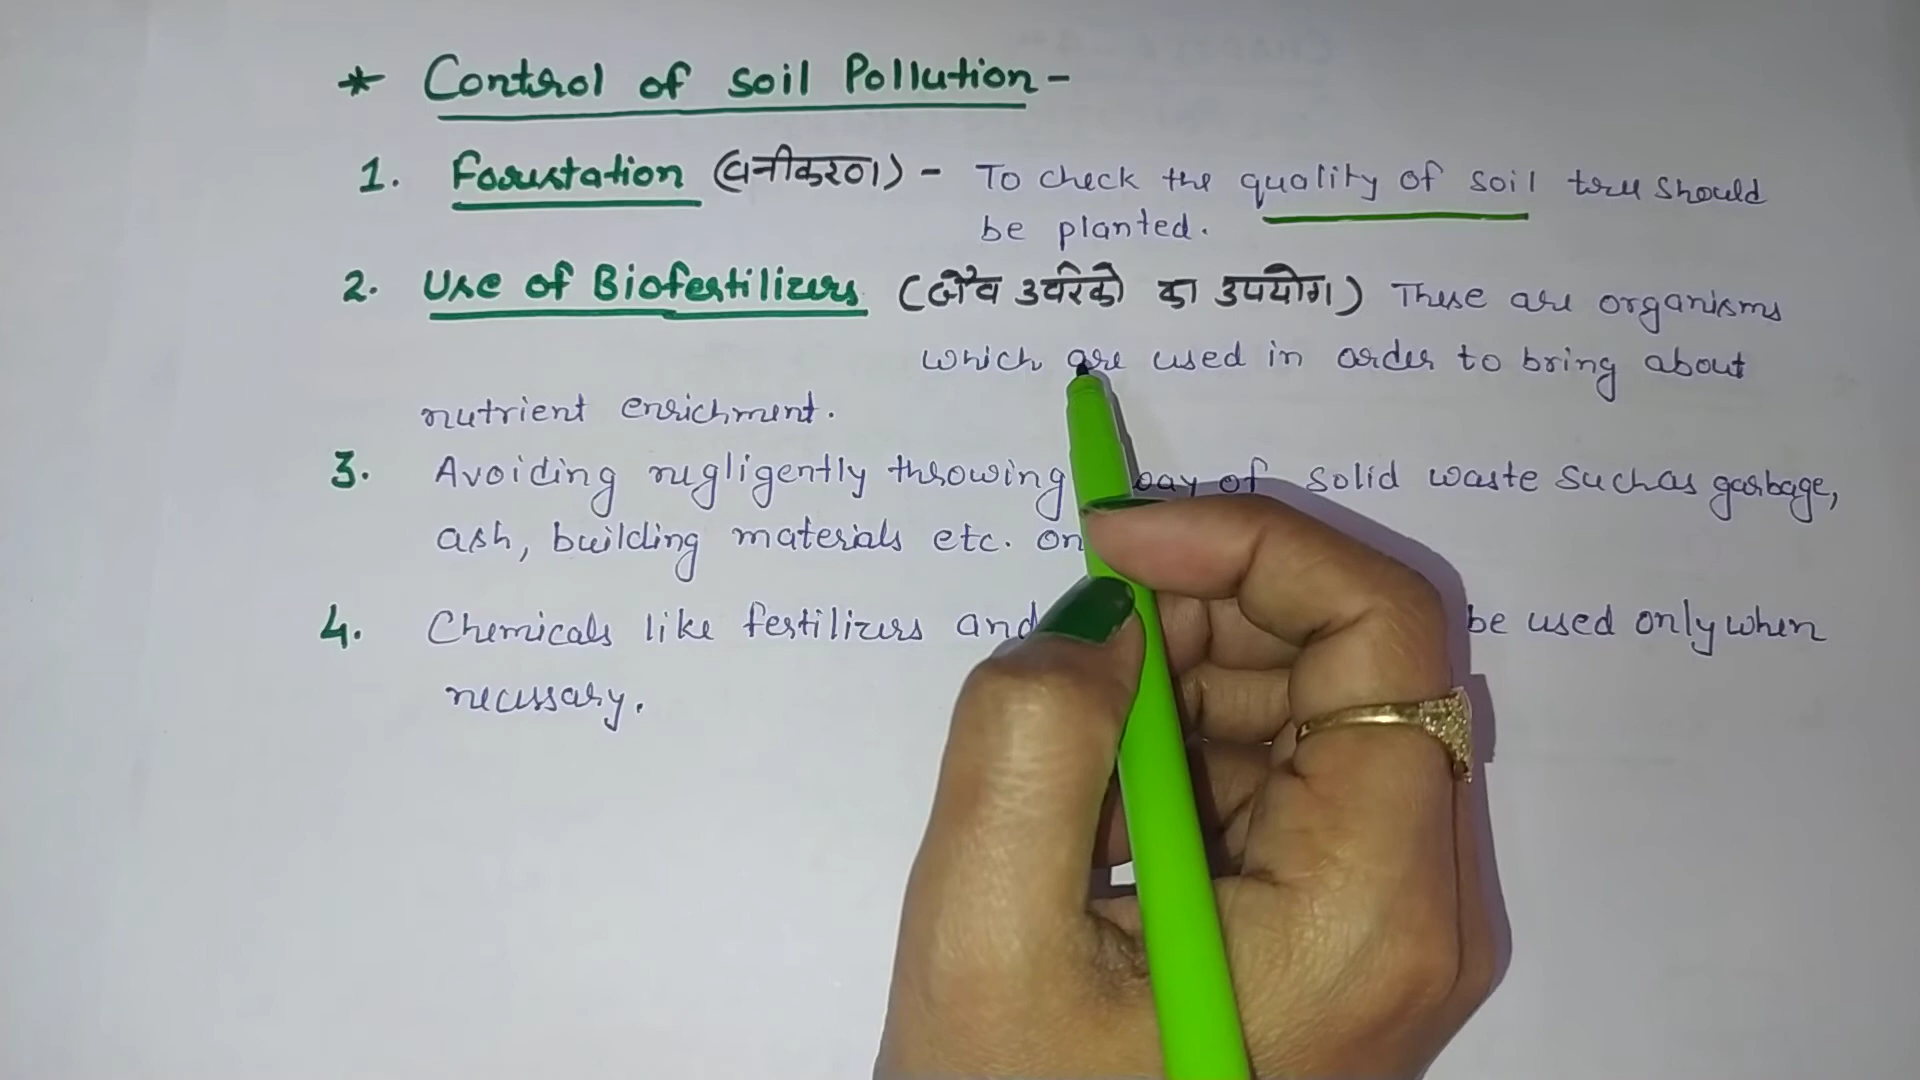 * Control of soil Pollution -
1. Forestation (वनीकरण) - To check the quality of soil tree should
be planted.
2. Use of Biofertilizers (जैव उर्वरको का उपयोग) These are organisms
which are used in order to bring about
nutrient enrichment.
3. Avoiding negligently throwing of solid waste such as garbage,
ash, building materials etc. on
4. Chemicals like fertilizers and be used only when
necessary.